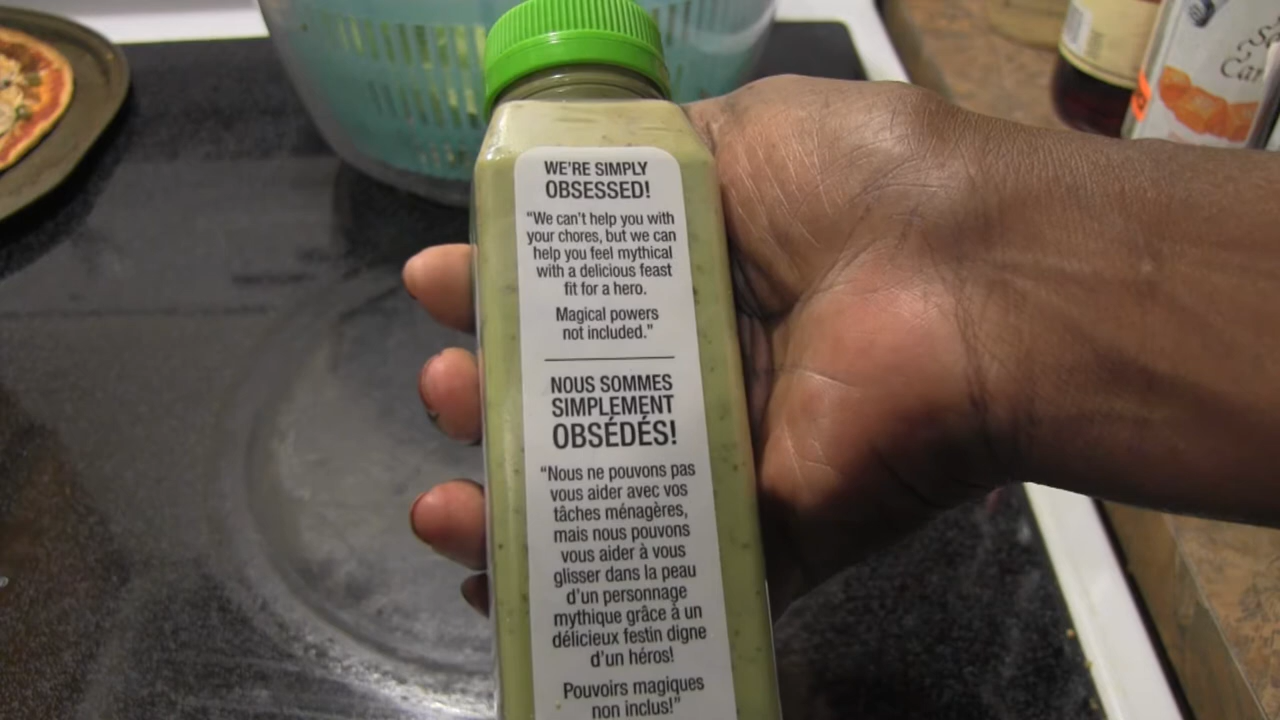 WE'RE SIMPLY
OBSESSED!
"We can't help you with
your chores, but we can
help you feel mythical
with a delicious feast
fit for a hero.
Magical powers
not included."
NOUS SOMMES
SIMPLEMENT
OBSÉDÉS!
"Nous ne pouvons pas
vous aider avec vos
tâches ménagères,
mais nous pouvons
vous aider à vous
glisser dans la peau
d'un personnage
mythique grâce à un
délicieux festin digne
d'un héros!
Pouvoirs magiques
non inclus!"